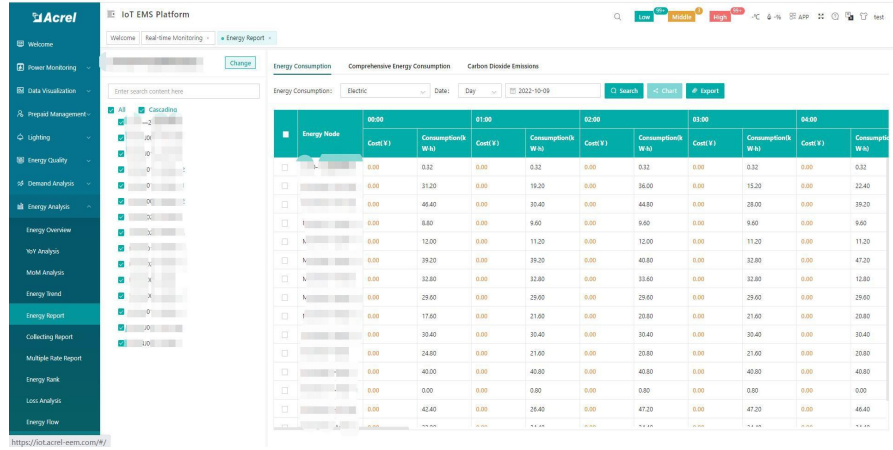 Acrel
IoT EMS Platform
Low 99+ Middle High 99+ -℃ -% APP test
Welcome Real-time Monitoring × Energy Report ×
Welcome
Power Monitoring
Data Visualization
Prepaid Management
Lighting
Energy Quality
Demand Analysis
Energy Analysis
Energy Overview
YoY Analysis
MoM Analysis
Energy Trend
Energy Report
Collecting Report
Multiple Rate Report
Energy Rank
Loss Analysis
Energy Flow
https://iot.acrel-eem.com/#/
Change
Enter search content here
All Cascading
Energy Consumption Comprehensive Energy Consumption Carbon Dioxide Emissions
Energy Consumption: Electric Date: Day 2022-10-09 Search Chart Export
Energy Node 00:00 01:00 02:00 03:00 04:00
Cost(¥) Consumption(kW·h) Cost(¥) Consumption(kW·h) Cost(¥) Consumption(kW·h) Cost(¥) Consumption(kW·h) Cost(¥)
0.00 0.32 0.00 0.32 0.00 0.32 0.00 0.32 0.00 0.32
0.00 31.20 0.00 19.20 0.00 36.00 0.00 15.20 0.00 22.40
0.00 46.40 0.00 30.40 0.00 44.80 0.00 28.00 0.00 39.20
0.00 8.80 0.00 9.60 0.00 9.60 0.00 9.60 0.00 9.60
0.00 12.00 0.00 11.20 0.00 12.00 0.00 11.20 0.00 11.20
0.00 39.20 0.00 39.20 0.00 40.80 0.00 32.80 0.00 47.20
0.00 32.80 0.00 32.80 0.00 33.60 0.00 32.80 0.00 12.80
0.00 29.60 0.00 29.60 0.00 29.60 0.00 29.60 0.00 29.60
0.00 17.60 0.00 21.60 0.00 20.80 0.00 21.60 0.00 20.80
0.00 30.40 0.00 30.40 0.00 30.40 0.00 30.40 0.00 30.40
0.00 24.80 0.00 21.60 0.00 20.80 0.00 21.60 0.00 20.80
0.00 40.00 0.00 40.80 0.00 40.80 0.00 40.80 0.00 40.80
0.00 0.00 0.00 0.80 0.00 0.00 0.00 0.80 0.00 0.00
0.00 42.40 0.00 26.40 0.00 47.20 0.00 47.20 0.00 46.40